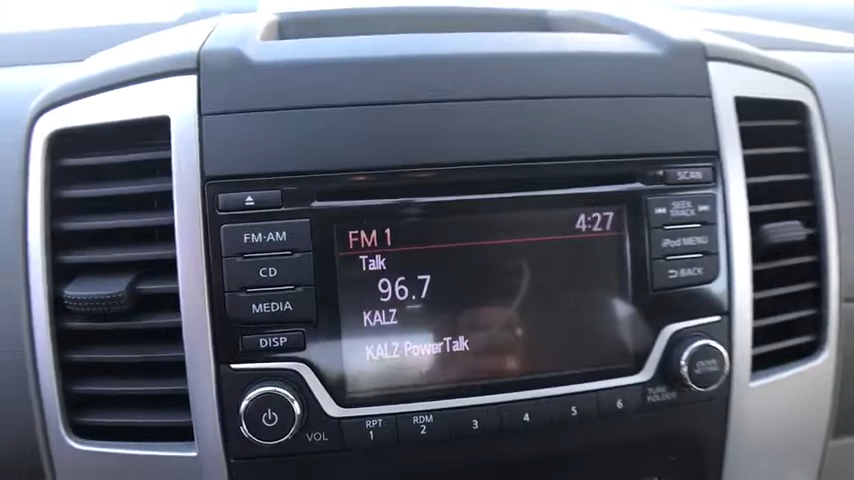 SCAN
SEEK
TRACK
FM·AM
FM 1
4:27
iPod MENU
CD
Talk
96.7
BACK
MEDIA
KALZ
DISP
KALZ PowerTalk
ENTER
SETTING
TUNE
FOLDER
VOL
RPT
1
RDM
2
3
4
5
6